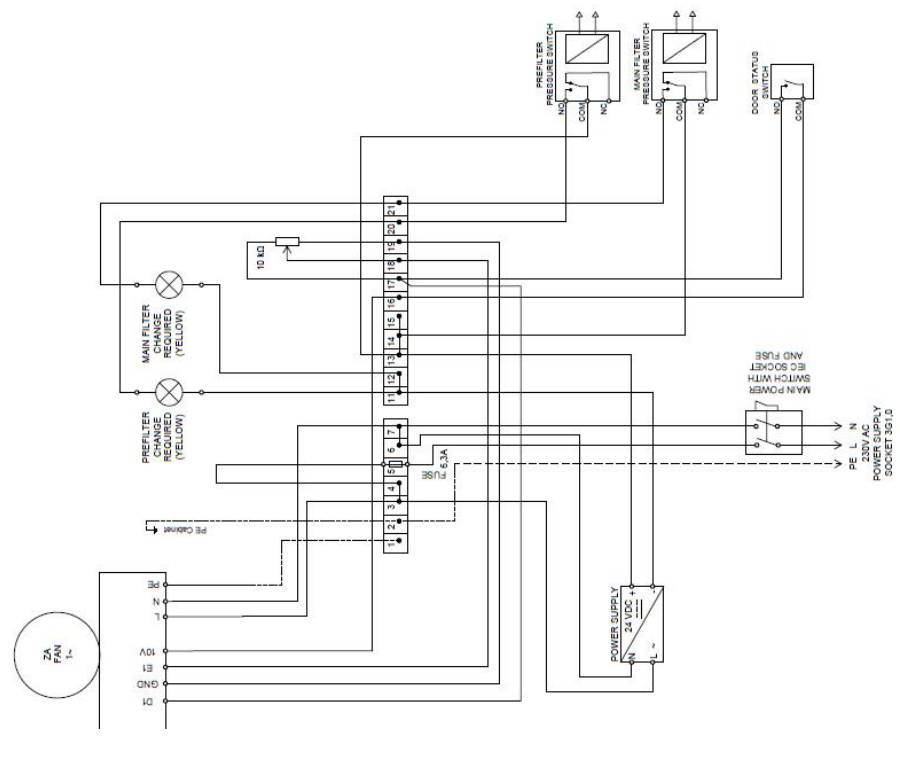 PREFILTER
PRESSURE SWITCH
NO
COM
NC
MAIN FILTER
PRESSURE SWITCH
NO
COM
NC
DOOR STATUS
SWITCH
NO
COM
21
20
19
18
17
16
15
14
13
12
11
10 kΩ
MAIN FILTER
CHANGE
REQUIRED
(YELLOW)
PREFILTER
CHANGE
REQUIRED
(YELLOW)
7
6
5
4
3
2
1
FUSE
6,3A
MAIN POWER
SWITCH WITH
IEC SOCKET
AND FUSE
N
L
PE
230V AC
POWER SUPPLY
SOCKET 3G1,0
PE Cabinet
PE
N
L
10V
E1
GND
D1
ZA
FAN
1~
POWER SUPPLY
24 VDC
+
-
N
L
~